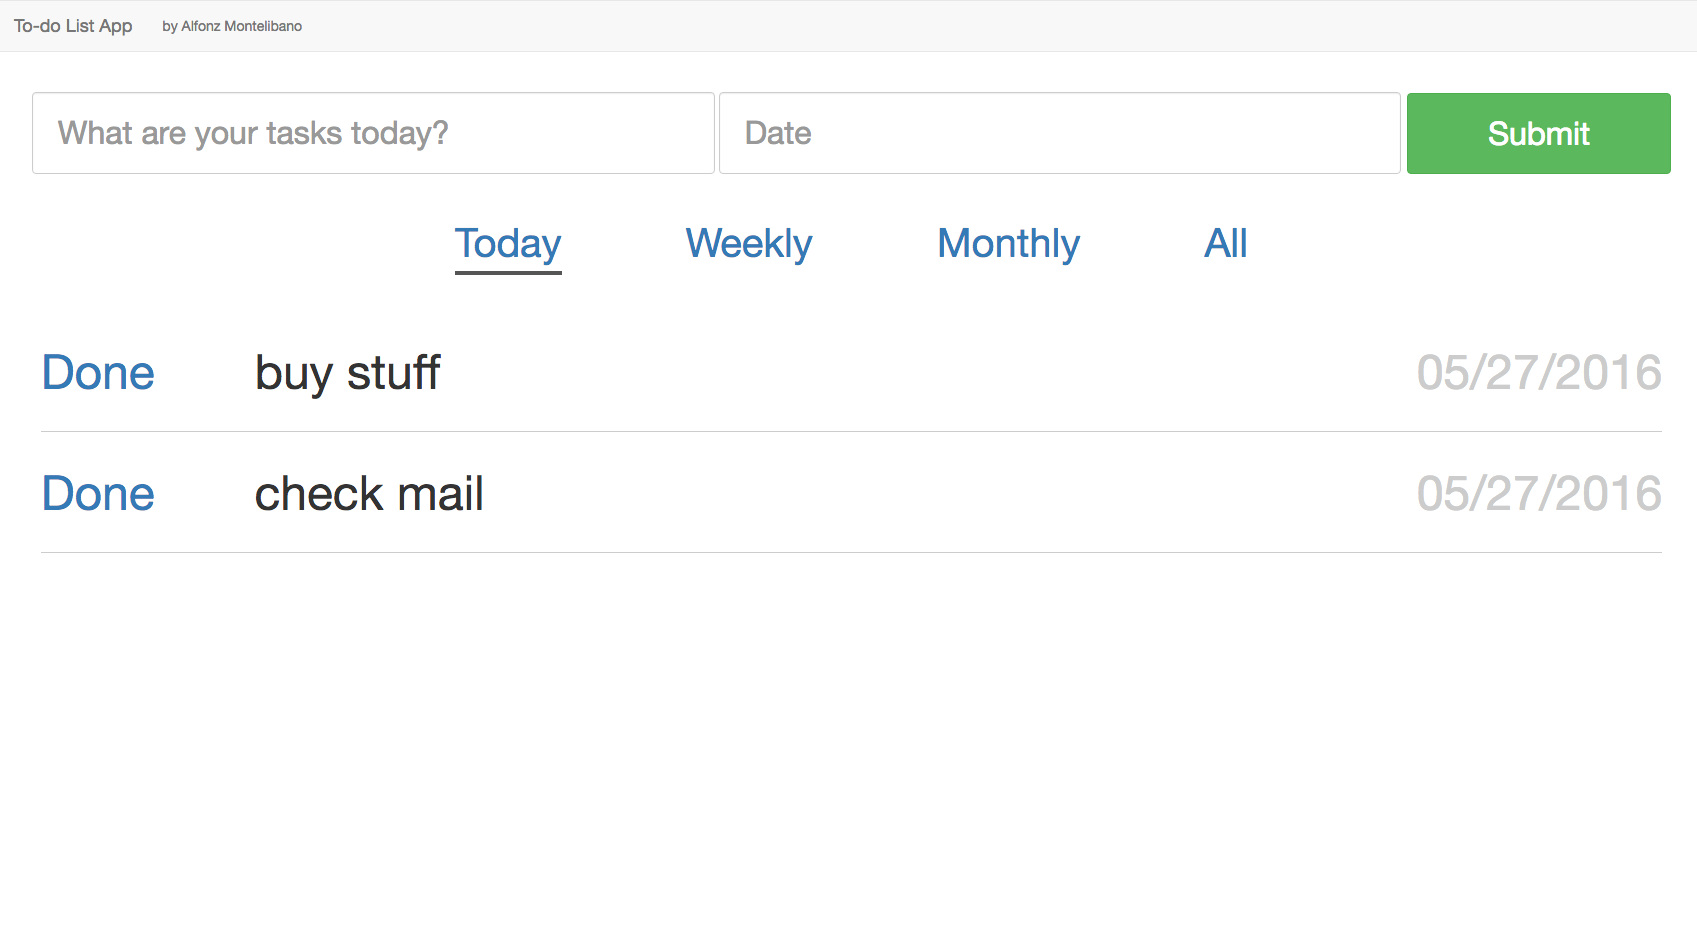 To-do List App by Alfonz Montelibano
What are your tasks today? Date Submit
Today Weekly Monthly All
Done buy stuff 05/27/2016
Done check mail 05/27/2016